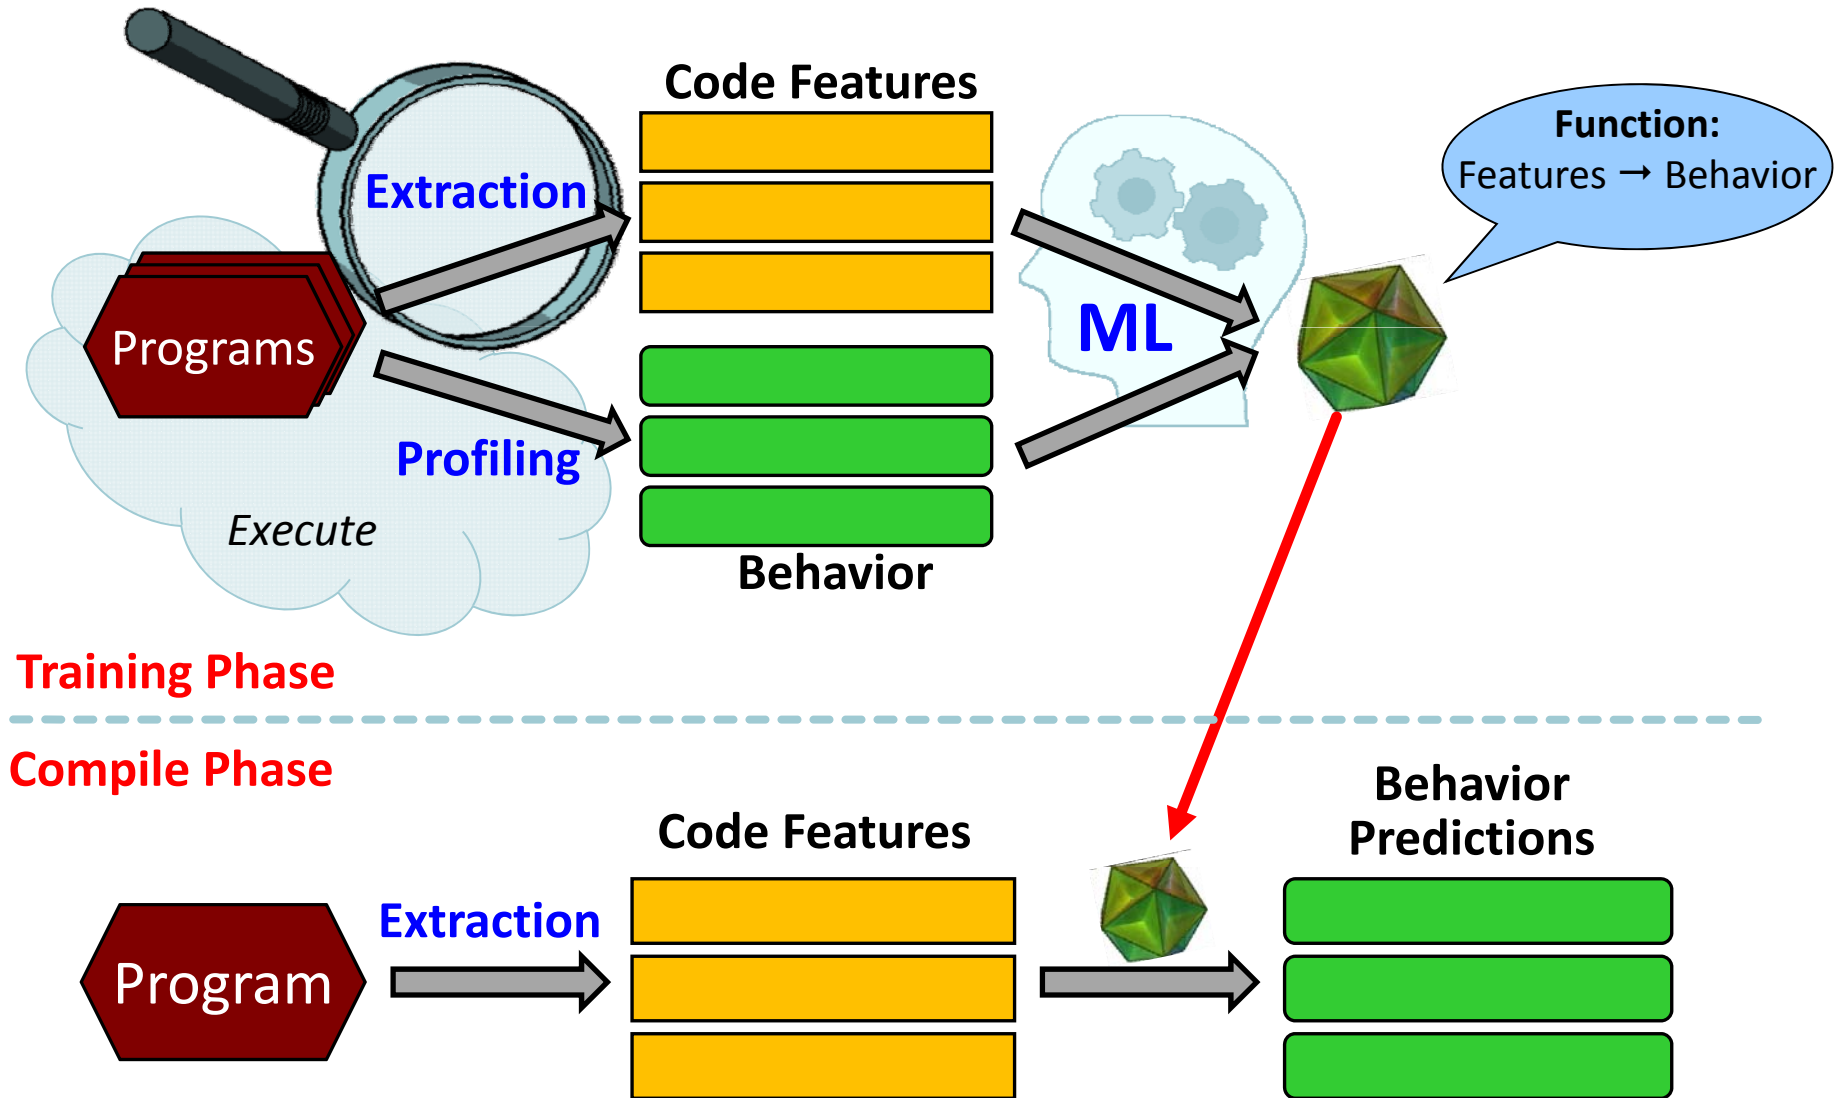 Code Features
Function:
Features → Behavior
Extraction
ML
Programs
Profiling
Execute
Behavior
Training Phase
Compile Phase
Behavior
Predictions
Code Features
Extraction
Program